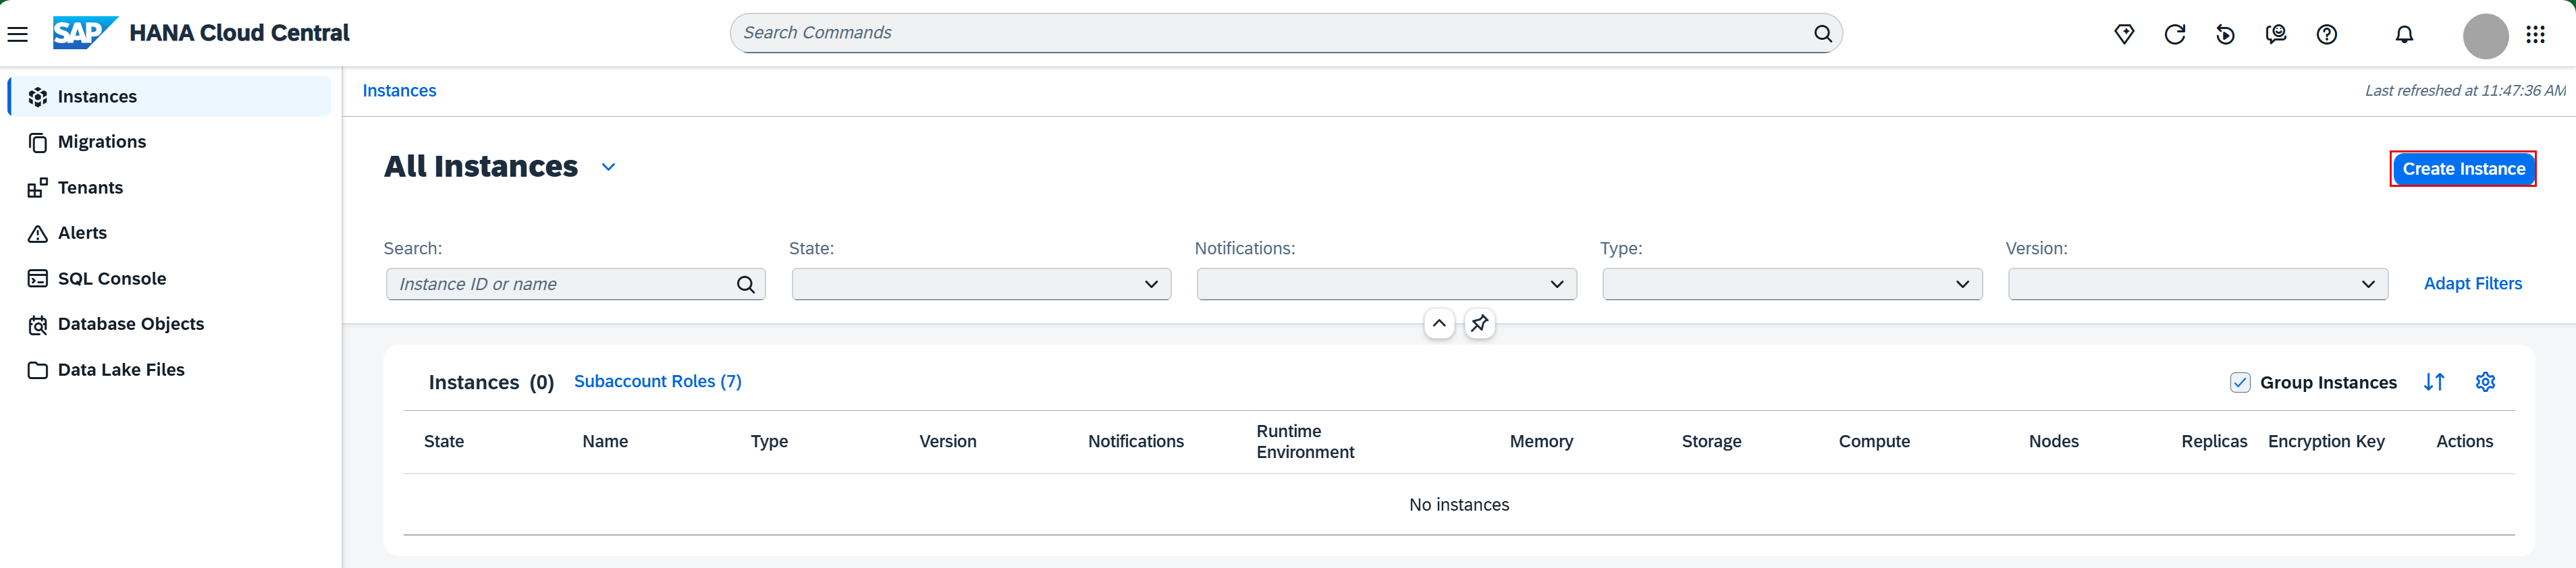 SAP HANA Cloud Central
Search Commands
Instances
Migrations
Tenants
Alerts
SQL Console
Database Objects
Data Lake Files
Instances
Last refreshed at 11:47:36 AM
All Instances
Create Instance
Search: State: Notifications: Type: Version:
Instance ID or name
Adapt Filters
Instances (0) Subaccount Roles (7)
Group Instances
State Name Type Version Notifications Runtime Environment Memory Storage Compute Nodes Replicas Encryption Key Actions
No instances